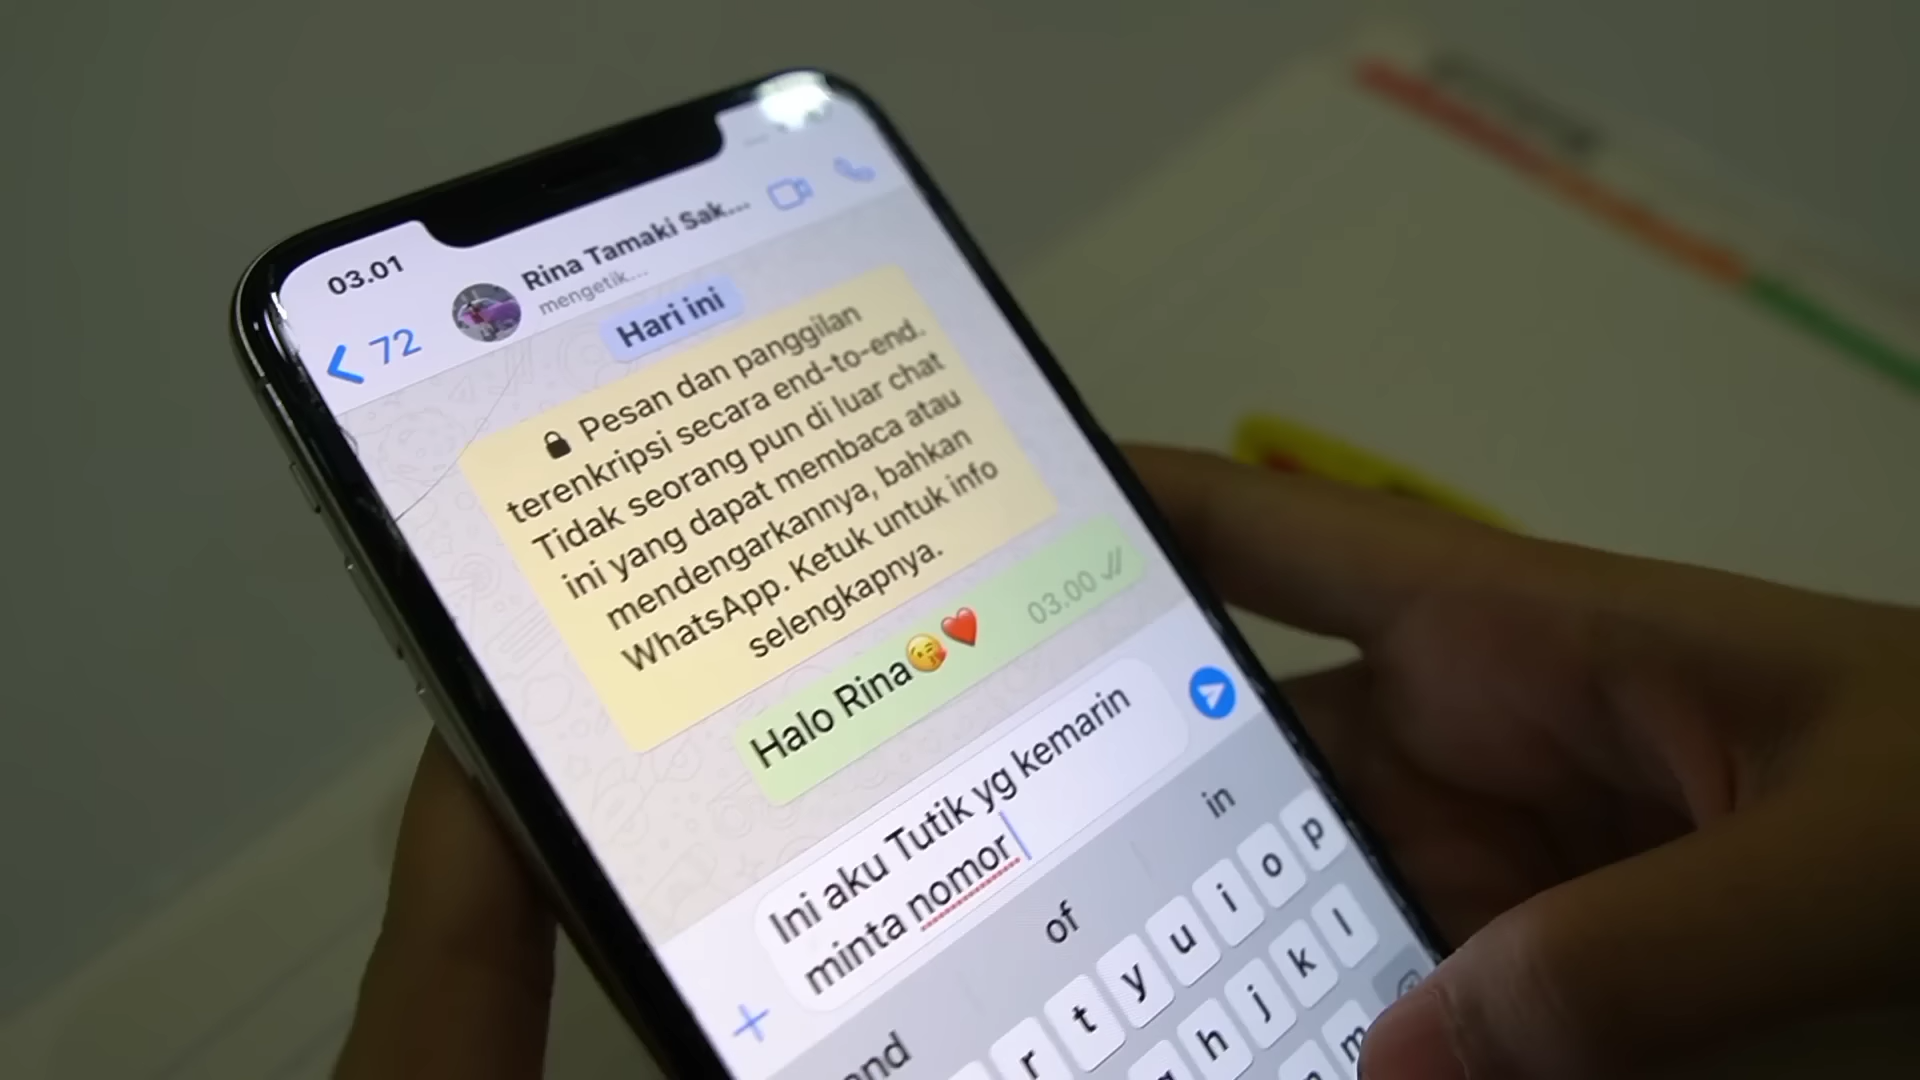 03.01
72
Rina Tamaki Sak...
mengetik...
Hari ini
Pesan dan panggilan
terenkripsi secara end-to-end.
Tidak seorang pun di luar chat
ini yang dapat membaca atau
mendengarkannya, bahkan
WhatsApp. Ketuk untuk info
selengkapnya.
Halo Rina😘❤️ 03.00
Ini aku Tutik yg kemarin
minta nomor
and of in
r t y u i o p
h j k l
m